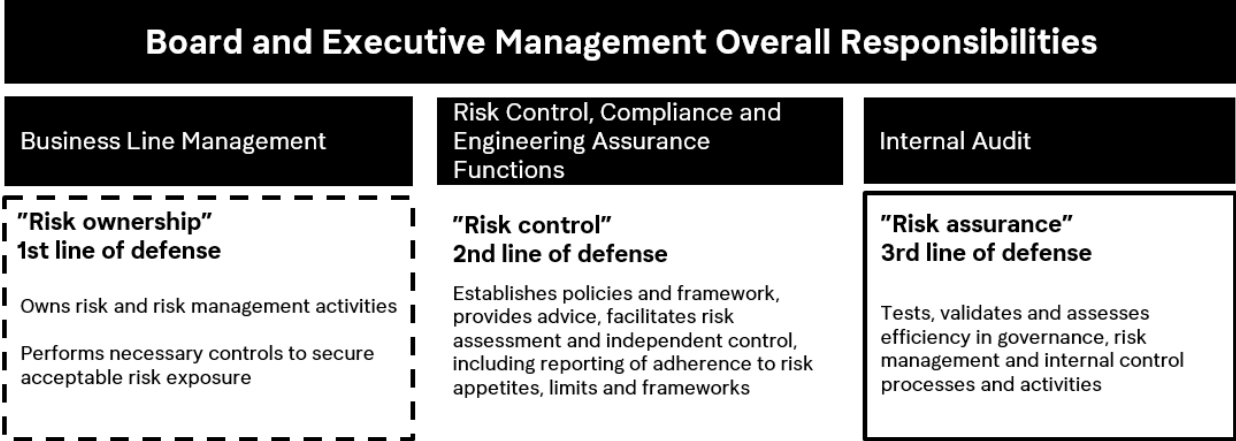 Board and Executive Management Overall Responsibilities
Business Line Management
Risk Control, Compliance and
Engineering Assurance
Functions
Internal Audit
”Risk ownership”
1st line of defense
Owns risk and risk management activities
Performs necessary controls to secure
acceptable risk exposure
”Risk control”
2nd line of defense
Establishes policies and framework,
provides advice, facilitates risk
assessment and independent control,
including reporting of adherence to risk
appetites, limits and frameworks
”Risk assurance”
3rd line of defense
Tests, validates and assesses
efficiency in governance, risk
management and internal control
processes and activities